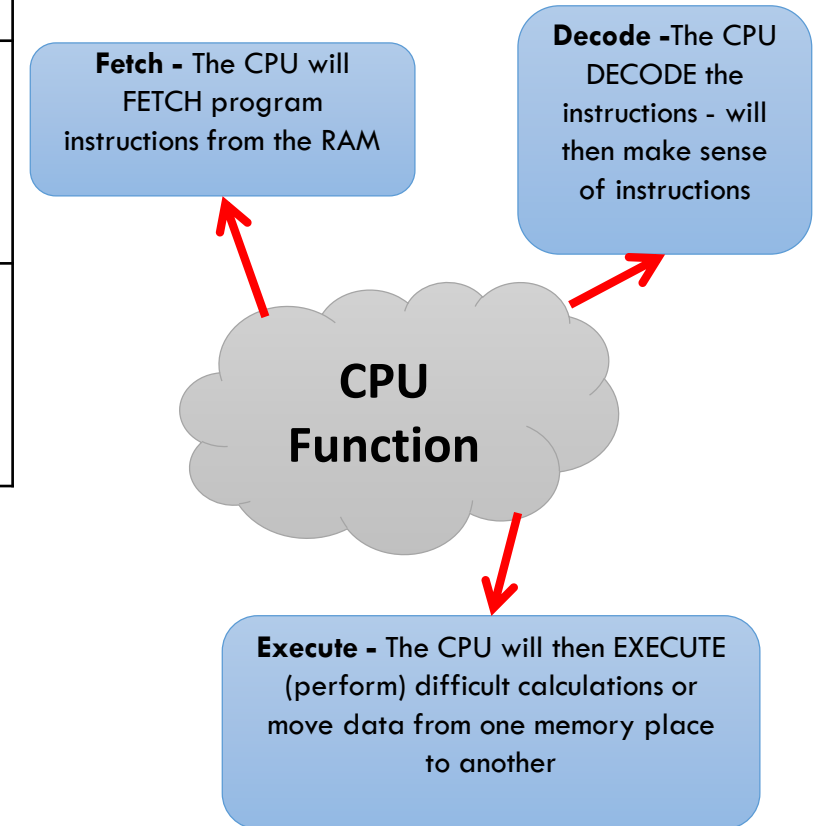 Fetch - The CPU will
FETCH program
instructions from the RAM
Decode -The CPU
DECODE the
instructions - will
then make sense
of instructions
CPU
Function
Execute - The CPU will then EXECUTE
(perform) difficult calculations or
move data from one memory place
to another